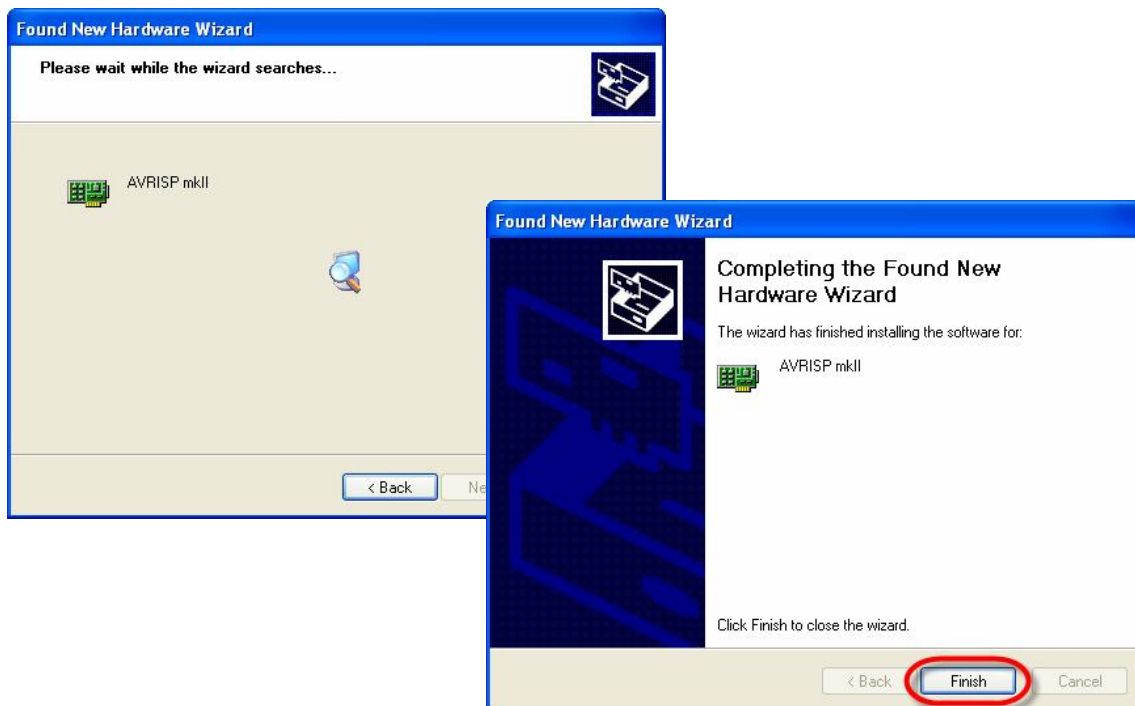 Found New Hardware Wizard
Please wait while the wizard searches...
AVRISP mkII
< Back
Found New Hardware Wizard
Completing the Found New
Hardware Wizard
The wizard has finished installing the software for:
AVRISP mkII
Click Finish to close the wizard.
< Back Finish Cancel